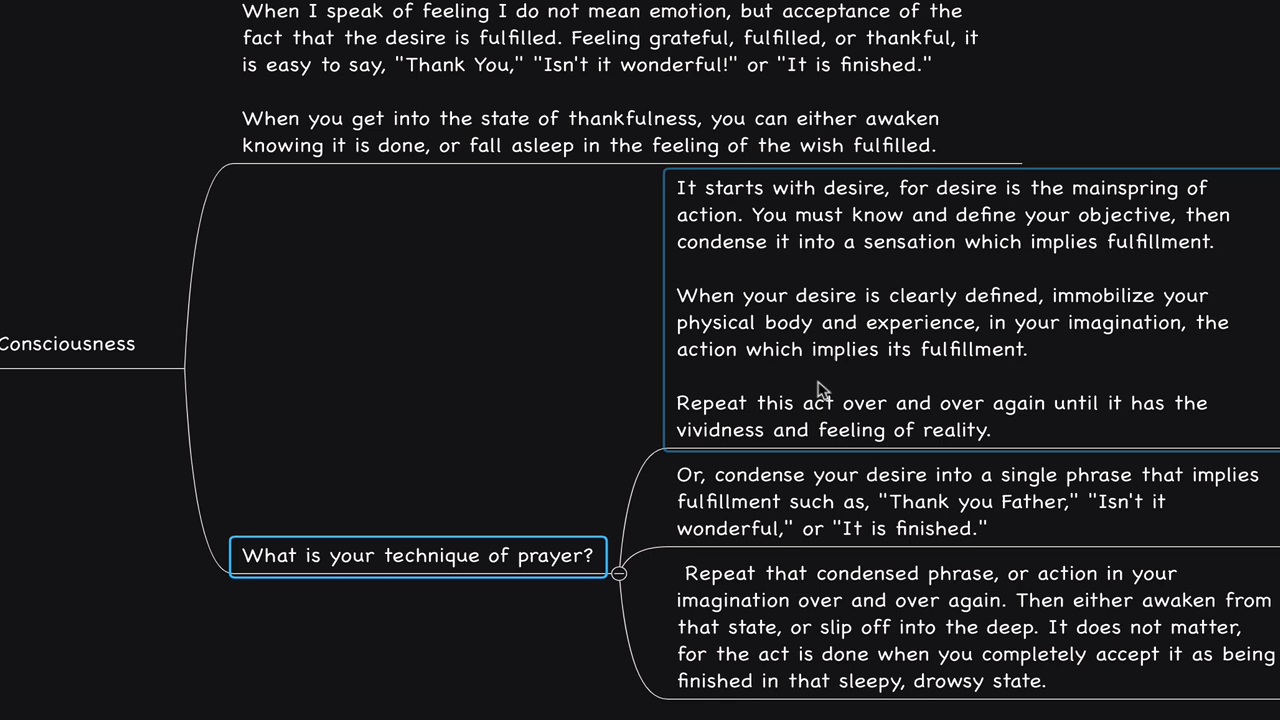 When I speak of feeling I do not mean emotion, but acceptance of the
fact that the desire is fulfilled. Feeling grateful, fulfilled, or thankful, it
is easy to say, "Thank You," "Isn't it wonderful!" or "It is finished."
When you get into the state of thankfulness, you can either awaken
knowing it is done, or fall asleep in the feeling of the wish fulfilled.
It starts with desire, for desire is the mainspring of
action. You must know and define your objective, then
condense it into a sensation which implies fulfillment.
When your desire is clearly defined, immobilize your
physical body and experience, in your imagination, the
action which implies its fulfillment.
Consciousness
Repeat this act over and over again until it has the
vividness and feeling of reality.
Or, condense your desire into a single phrase that implies
fulfillment such as, "Thank you Father," "Isn't it
wonderful," or "It is finished."
What is your technique of prayer?
Repeat that condensed phrase, or action in your
imagination over and over again. Then either awaken from
that state, or slip off into the deep. It does not matter,
for the act is done when you completely accept it as being
finished in that sleepy, drowsy state.